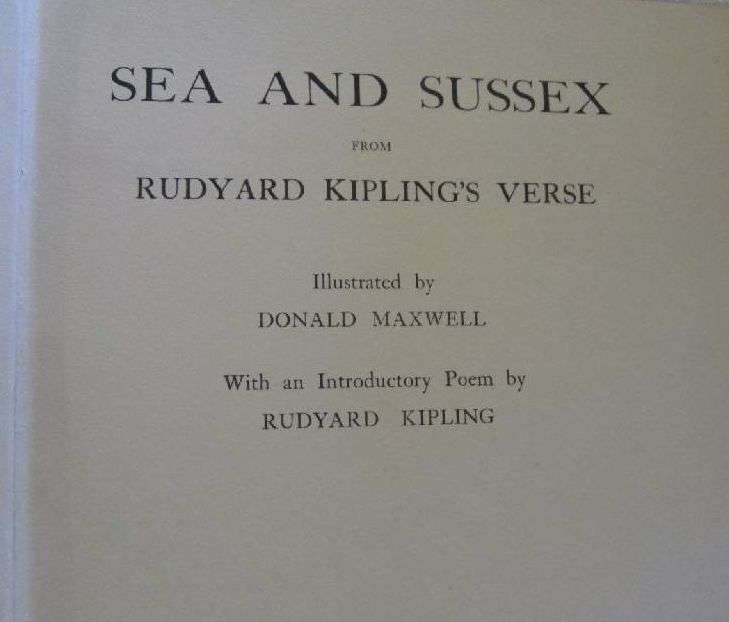 SEA AND SUSSEX
FROM
RUDYARD KIPLING'S VERSE
Illustrated by
DONALD MAXWELL
With an Introductory Poem by
RUDYARD KIPLING